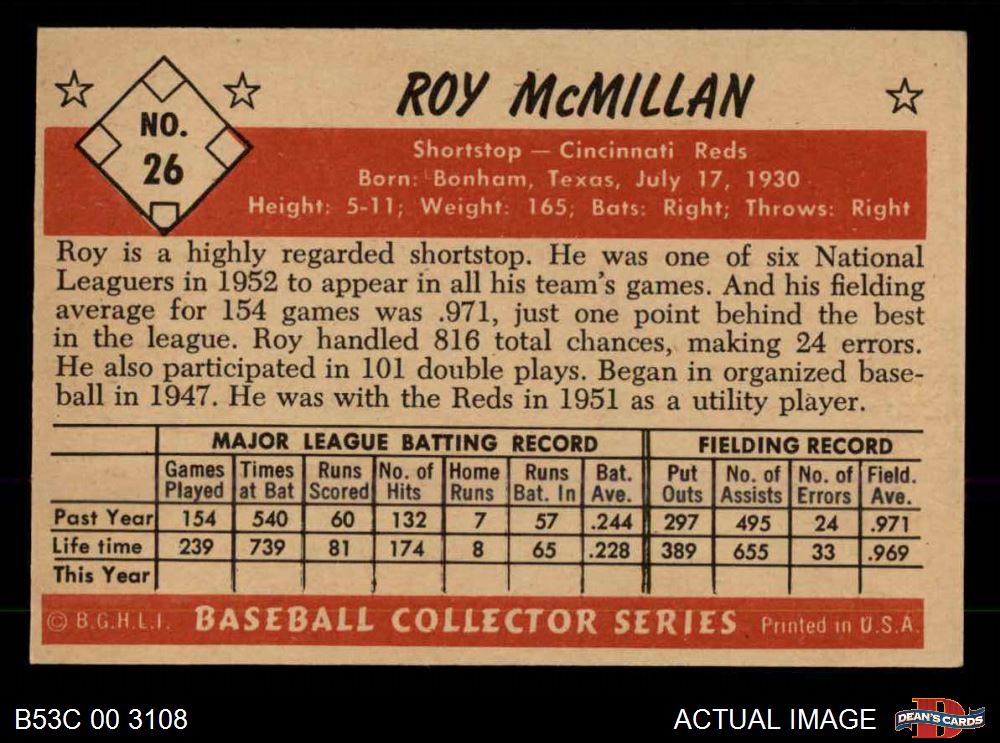 NO.
26
ROY McMILLAN
Shortstop — Cincinnati Reds
Born: Bonham, Texas, July 17, 1930
Height: 5-11; Weight: 165; Bats: Right; Throws: Right
Roy is a highly regarded shortstop. He was one of six National
Leaguers in 1952 to appear in all his team's games. And his fielding
average for 154 games was .971, just one point behind the best
in the league. Roy handled 816 total chances, making 24 errors.
He also participated in 101 double plays. Began in organized base-
ball in 1947. He was with the Reds in 1951 as a utility player.
MAJOR LEAGUE BATTING RECORD FIELDING RECORD
Games Times Runs No. of Home Runs Bat. Put No. of No. of Field.
Played at Bat Scored Hits Runs Bat. In Ave. Outs Assists Errors Ave.
Past Year 154 540 60 132 7 57 .244 297 495 24 .971
Life time 239 739 81 174 8 65 .228 389 655 33 .969
This Year
© B.G.H.L.I. BASEBALL COLLECTOR SERIES Printed in U.S.A.
B53C 00 3108 ACTUAL IMAGE DEAN'S CARDS